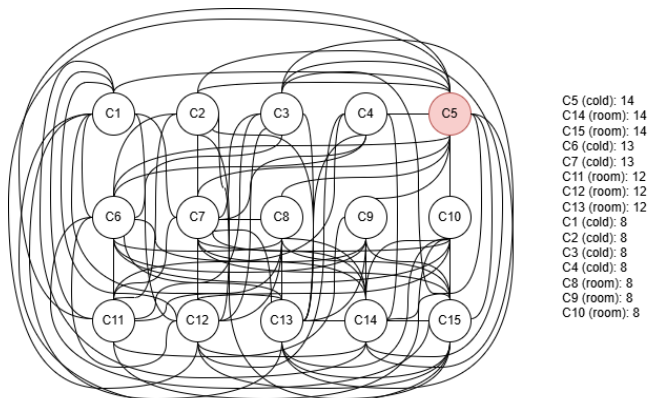 C1 C2 C3 C4 C5
C6 C7 C8 C9 C10
C11 C12 C13 C14 C15
C5 (cold): 14
C14 (room): 14
C15 (room): 14
C6 (cold): 13
C7 (cold): 13
C11 (room): 12
C12 (room): 12
C13 (room): 12
C1 (cold): 8
C2 (cold): 8
C3 (cold): 8
C4 (cold): 8
C8 (room): 8
C9 (room): 8
C10 (room): 8